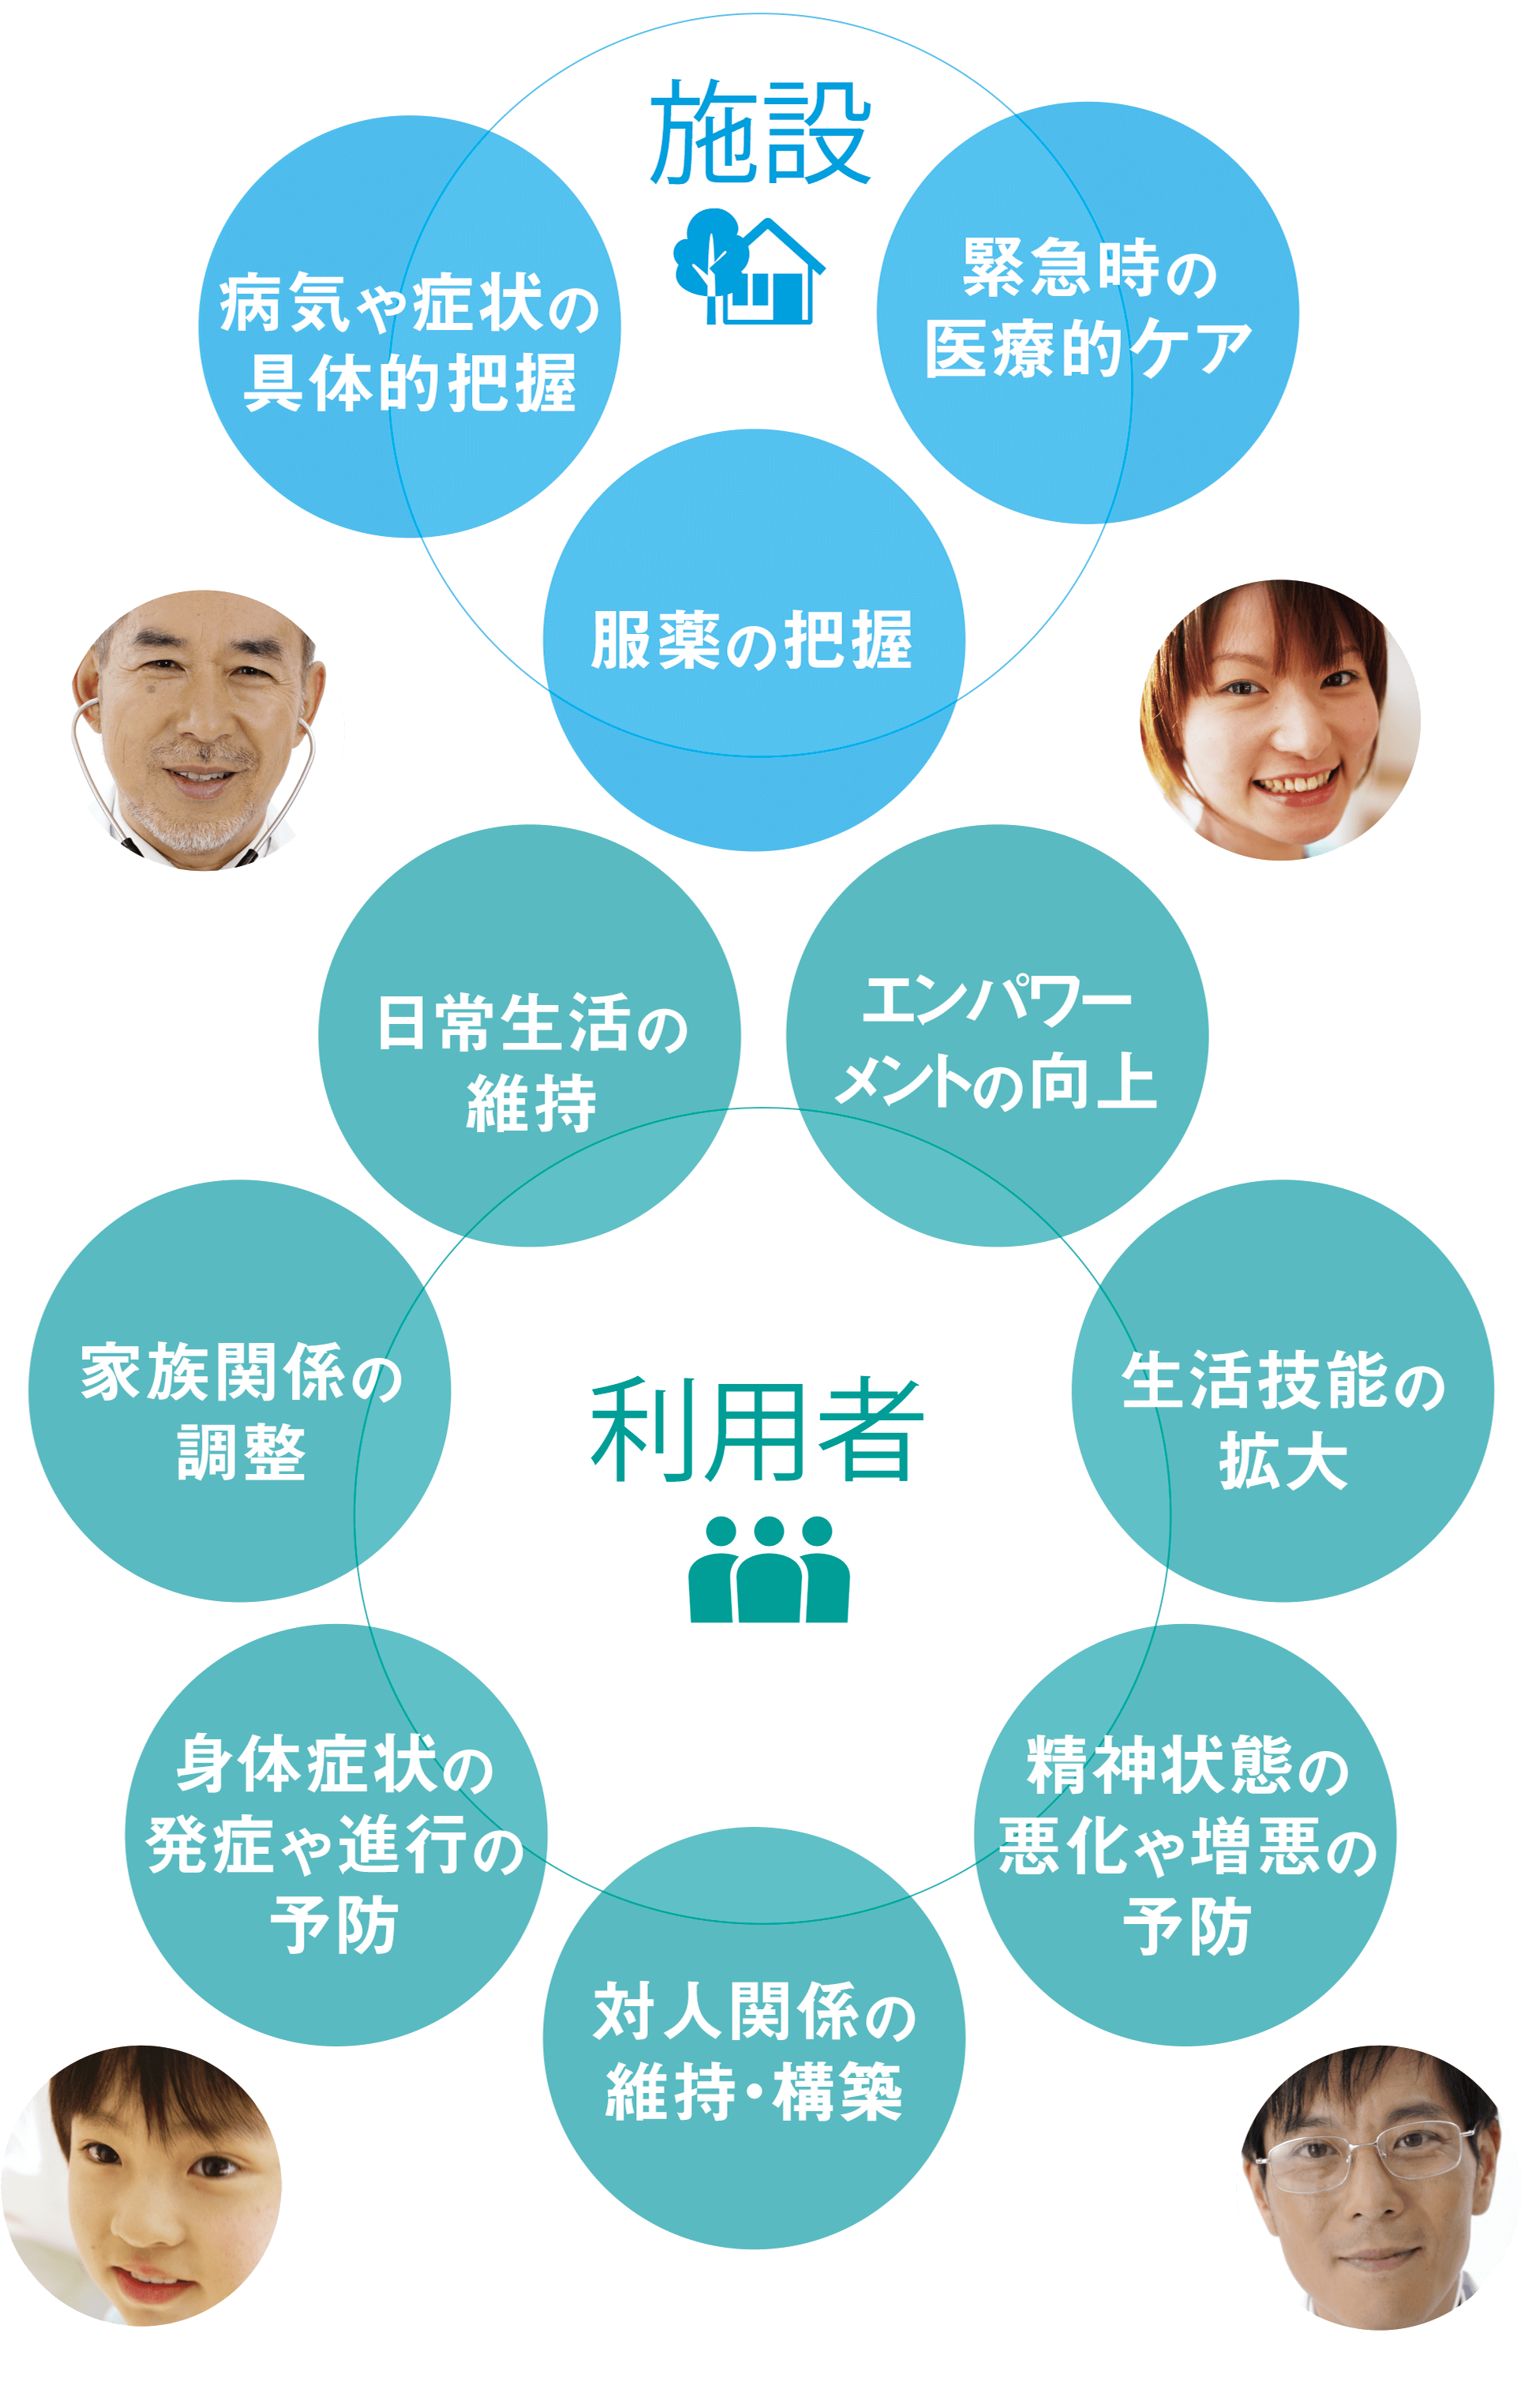 施設
病気や症状の
具体的把握
緊急時の
医療的ケア
服薬の把握
日常生活の
維持
エンパワー
メントの向上
家族関係の
調整
利用者
生活技能の
拡大
身体症状の
発症や進行の
予防
精神状態の
悪化や増悪の
予防
対人関係の
維持・構築